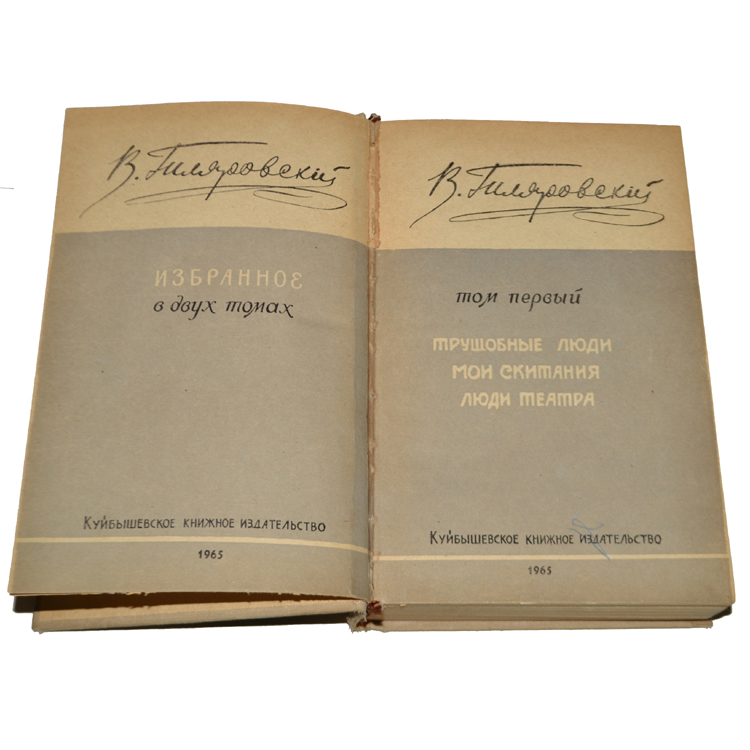 В. Гиляровский
ИЗБРАННОЕ
в двух томах
КУЙБЫШЕВСКОЕ КНИЖНОЕ ИЗДАТЕЛЬСТВО
1965
В. Гиляровский
том первый
ТРУЩОБНЫЕ ЛЮДИ
МОИ СКИТАНИЯ
ЛЮДИ ТЕАТРА
КУЙБЫШЕВСКОЕ КНИЖНОЕ ИЗДАТЕЛЬСТВО
1965